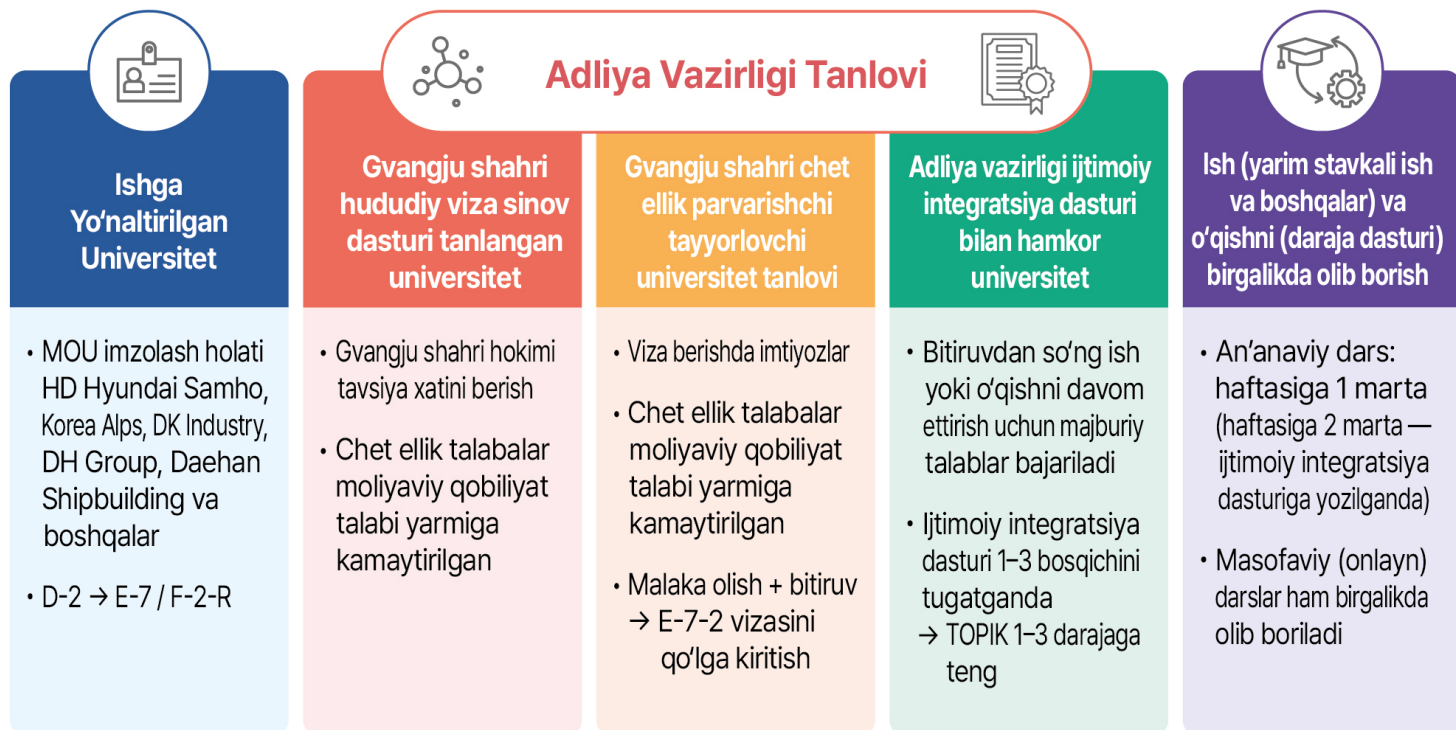 Adliya Vazirligi Tanlovi
Ishga
Yo‘naltirilgan
Universitet
• MOU imzolash holati
HD Hyundai Samho,
Korea Alps, DK Industry,
DH Group, Daehan
Shipbuilding va
boshqalar
• D-2 → E-7 / F-2-R
Gvangju shahri
hududiy viza sinov
dasturi tanlangan
universitet
• Gvangju shahri hokimi
tavsiya xatini berish
• Chet ellik talabalar
moliyaviy qobiliyat
talabi yarmiga
kamaytirilgan
Gvangju shahri chet
ellik parvarishchi
tayyorlovchi
universitet tanlovi
• Viza berishda imtiyozlar
• Chet ellik talabalar
moliyaviy qobiliyat
talabi yarmiga
kamaytirilgan
• Malaka olish + bitiruv
→ E-7-2 vizasini
qo‘lga kiritish
Adliya vazirligi ijtimoiy
integratsiya dasturi
bilan hamkor
universitet
• Bitiruvdan so‘ng ish
yoki o‘qishni davom
ettirish uchun majburiy
talablar bajariladi
• Ijtimoiy integratsiya
dasturi 1–3 bosqichini
tugatganda
→ TOPIK 1–3 darajaga
teng
Ish (yarim stavkali ish
va boshqalar) va
o‘qishni (daraja dasturi)
birgalikda olib borish
• An’anaviy dars:
haftasiga 1 marta
(haftasiga 2 marta —
ijtimoiy integratsiya
dasturiga yozilganda)
• Masofaviy (onlayn)
darslar ham birgalikda
olib boriladi